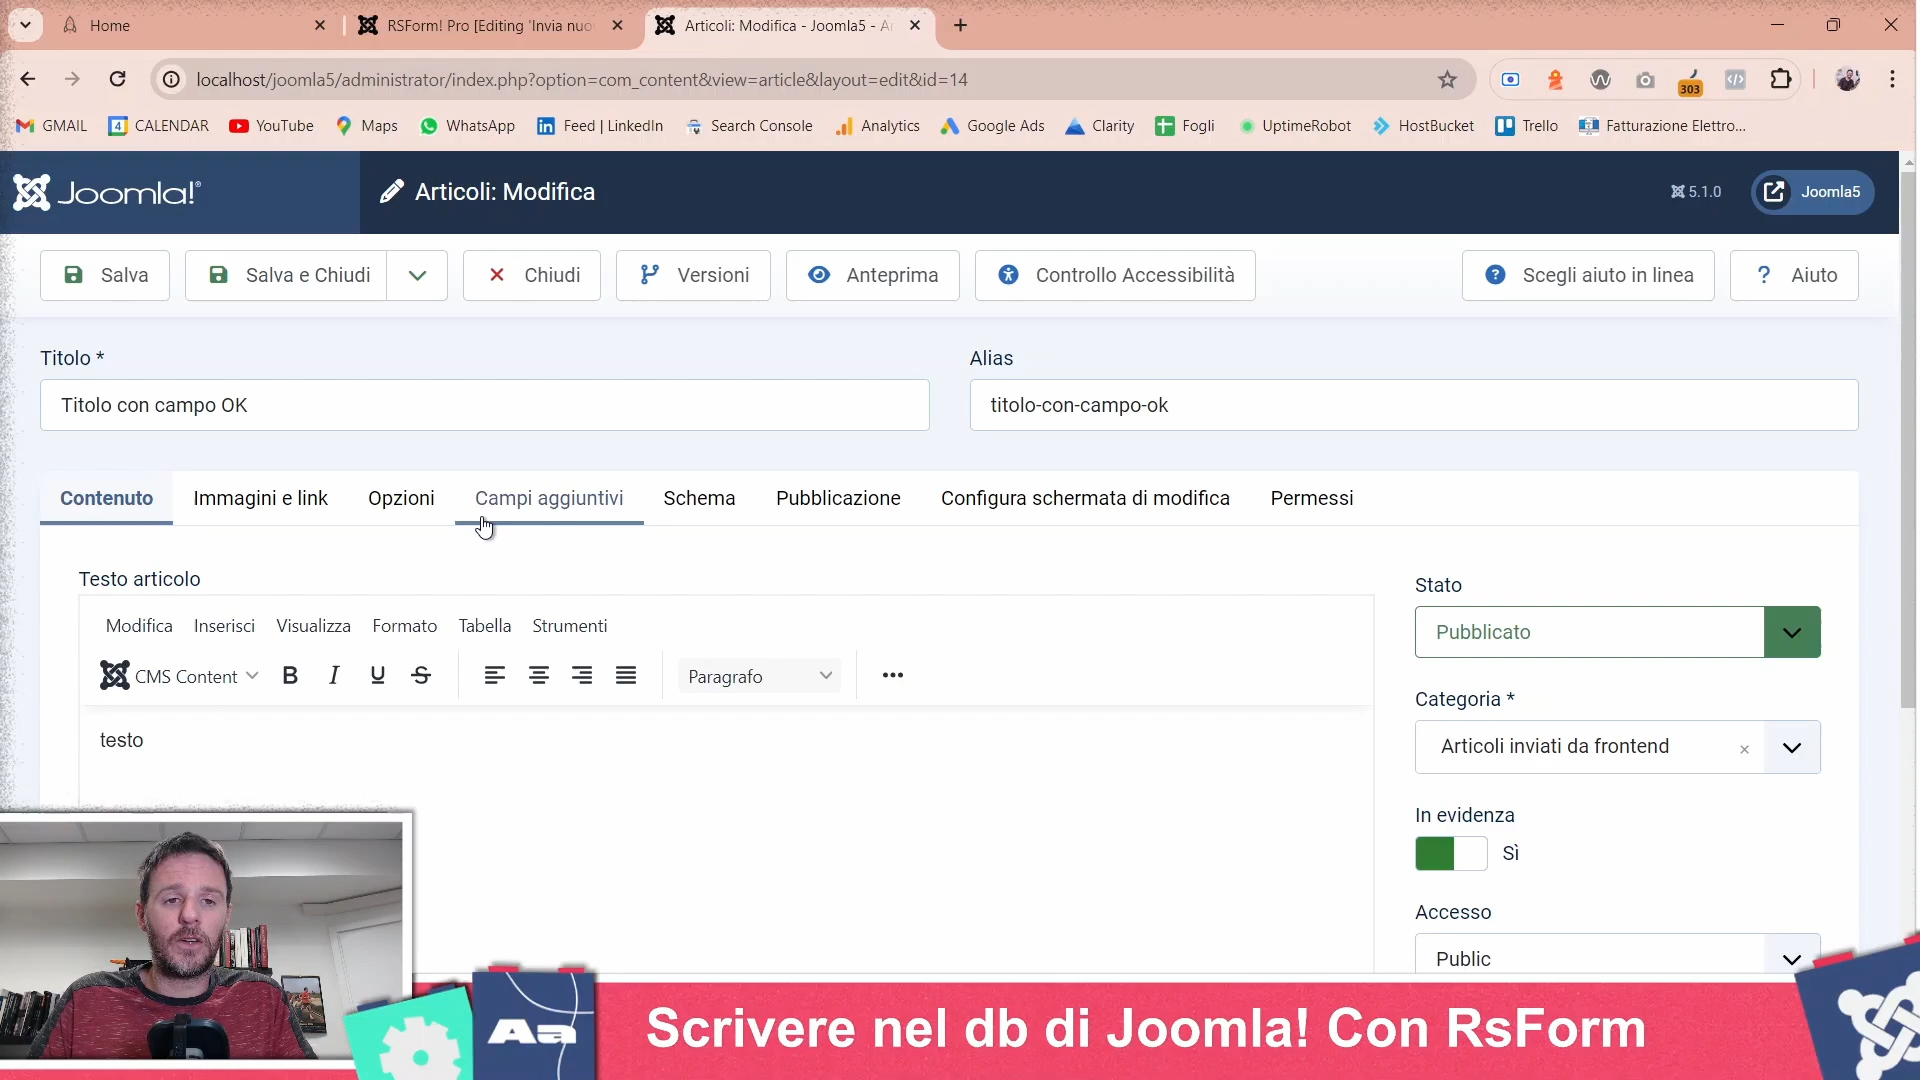 Home
RSForm! Pro [Editing 'Invia nuo
Articoli: Modifica - Joomla5 - A
localhost/joomla5/administrator/index.php?option=com_content&view=article&layout=edit&id=14
303
GMAIL
4 CALENDAR
YouTube
Maps
WhatsApp
Feed | LinkedIn
Search Console
Analytics
Google Ads
Clarity
Fogli
UptimeRobot
HostBucket
Trello
Fatturazione Elettro...
Joomla!
Articoli: Modifica
5.1.0
Joomla5
Salva
Salva e Chiudi
Chiudi
Versioni
Anteprima
Controllo Accessibilità
Scegli aiuto in linea
Aiuto
Titolo *
Alias
Titolo con campo OK
titolo-con-campo-ok
Contenuto
Immagini e link
Opzioni
Campi aggiuntivi
Schema
Pubblicazione
Configura schermata di modifica
Permessi
Testo articolo
Stato
Modifica Inserisci Visualizza Formato Tabella Strumenti
Pubblicato
CMS Content
B I U S
Paragrafo
Categoria *
testo
Articoli inviati da frontend
In evidenza
Sì
Accesso
Public
Aa
Scrivere nel db di Joomla! Con RsForm